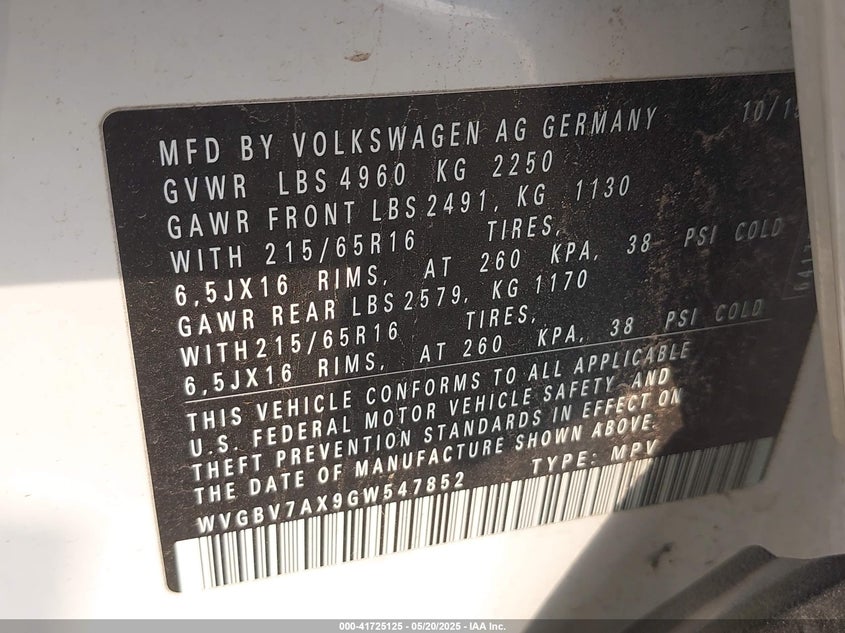 MFD BY VOLKSWAGEN AG GERMANY 10/15
GVWR LBS 4960 KG 2250
GAWR FRONT LBS 2491, KG 1130
WITH 215/65R16 TIRES,
6,5JX16 RIMS, AT 260 KPA, 38 PSI COLD
GAWR REAR LBS 2579, KG 1170
WITH 215/65R16 TIRES,
6,5JX16 RIMS, AT 260 KPA, 38 PSI COLD
THIS VEHICLE CONFORMS TO ALL APPLICABLE
U.S. FEDERAL MOTOR VEHICLE SAFETY AND
THEFT PREVENTION STANDARDS IN EFFECT ON
THE DATE OF MANUFACTURE SHOWN ABOVE.
WVGBV7AX9GW547852 TYPE: MPV
000-41725125 - 05/20/2025 - IAA Inc.